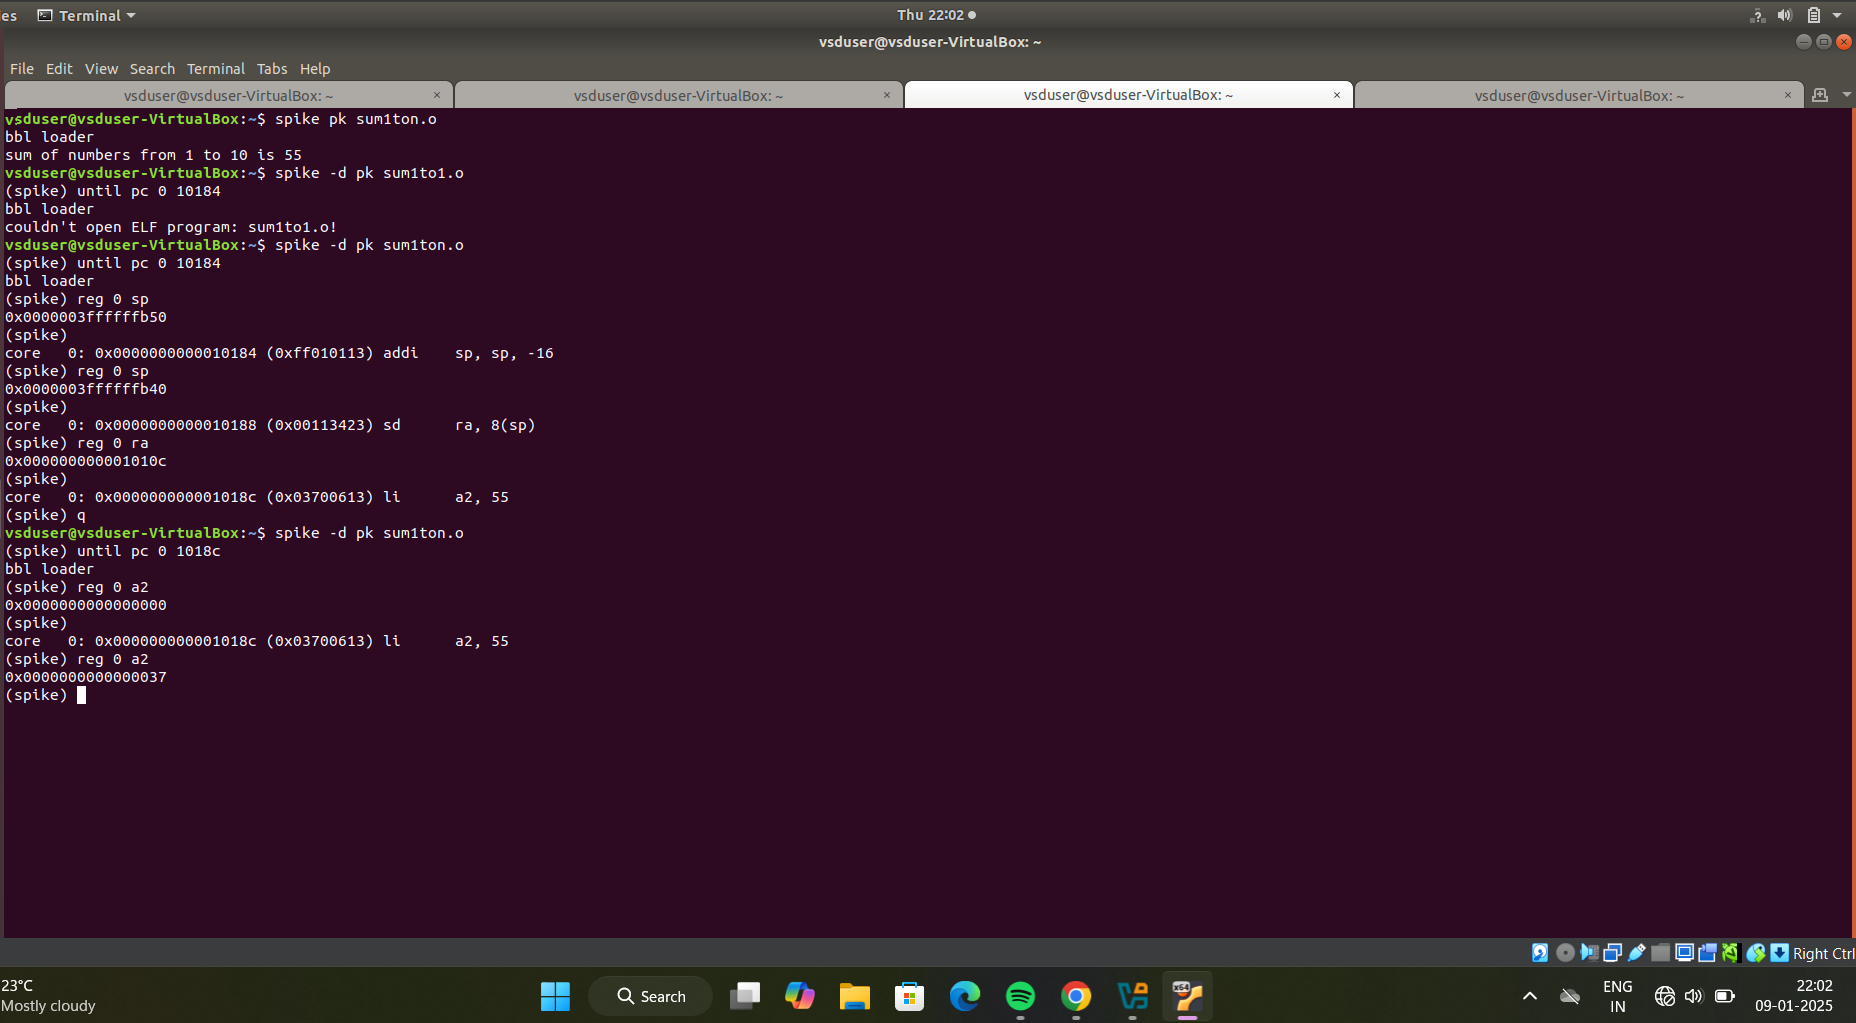 es Terminal Thu 22:02
vsduser@vsduser-VirtualBox: ~
File Edit View Search Terminal Tabs Help
vsduser@vsduser-VirtualBox: ~ × vsduser@vsduser-VirtualBox: ~ × vsduser@vsduser-VirtualBox: ~ × vsduser@vsduser-VirtualBox: ~ ×
vsduser@vsduser-VirtualBox:~$ spike pk sum1ton.o
bbl loader
sum of numbers from 1 to 10 is 55
vsduser@vsduser-VirtualBox:~$ spike -d pk sum1to1.o
(spike) until pc 0 10184
bbl loader
couldn't open ELF program: sum1to1.o!
vsduser@vsduser-VirtualBox:~$ spike -d pk sum1ton.o
(spike) until pc 0 10184
bbl loader
(spike) reg 0 sp
0x0000003ffffffb50
(spike)
core   0: 0x0000000000010184 (0xff010113) addi    sp, sp, -16
(spike) reg 0 sp
0x0000003ffffffb40
(spike)
core   0: 0x0000000000010188 (0x00113423) sd      ra, 8(sp)
(spike) reg 0 ra
0x000000000001010c
(spike)
core   0: 0x000000000001018c (0x03700613) li      a2, 55
(spike) q
vsduser@vsduser-VirtualBox:~$ spike -d pk sum1ton.o
(spike) until pc 0 1018c
bbl loader
(spike) reg 0 a2
0x0000000000000000
(spike)
core   0: 0x000000000001018c (0x03700613) li      a2, 55
(spike) reg 0 a2
0x0000000000000037
(spike)
Right Ctrl
23°C
Mostly cloudy
Search
x64
ENG
IN
22:02
09-01-2025